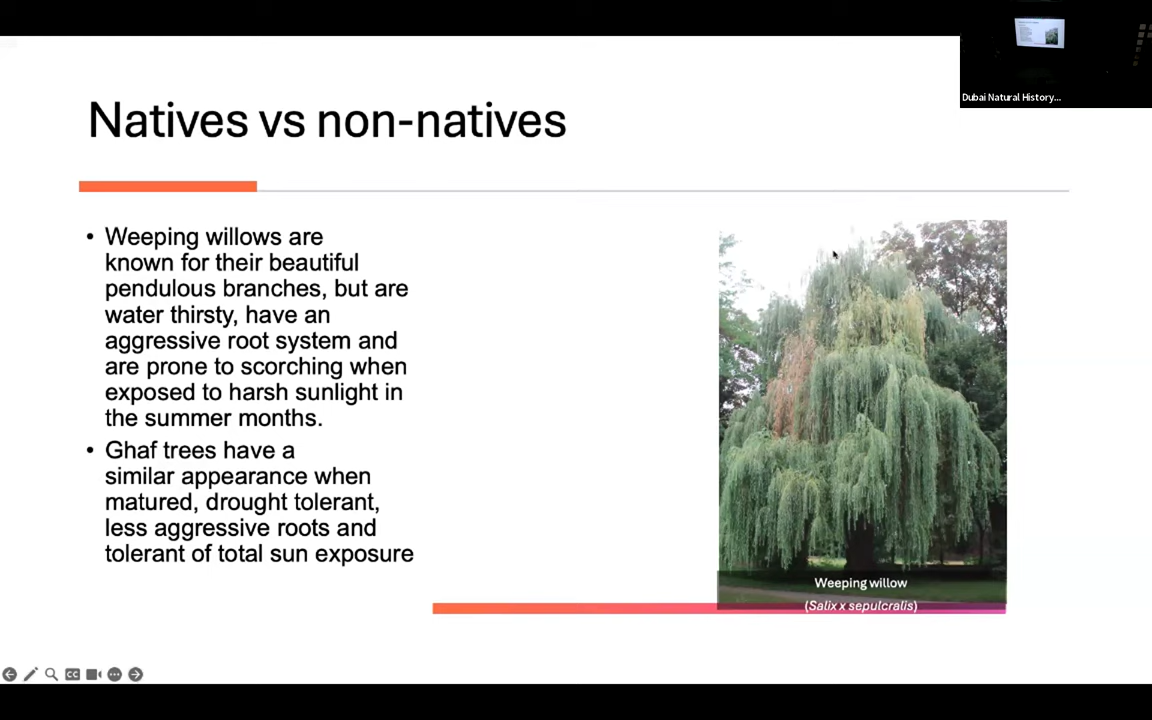 Dubai Natural History...
Natives vs non-natives
• Weeping willows are
known for their beautiful
pendulous branches, but are
water thirsty, have an
aggressive root system and
are prone to scorching when
exposed to harsh sunlight in
the summer months.
• Ghaf trees have a
similar appearance when
matured, drought tolerant,
less aggressive roots and
tolerant of total sun exposure
Weeping willow
(Salix x sepulcralis)
CC